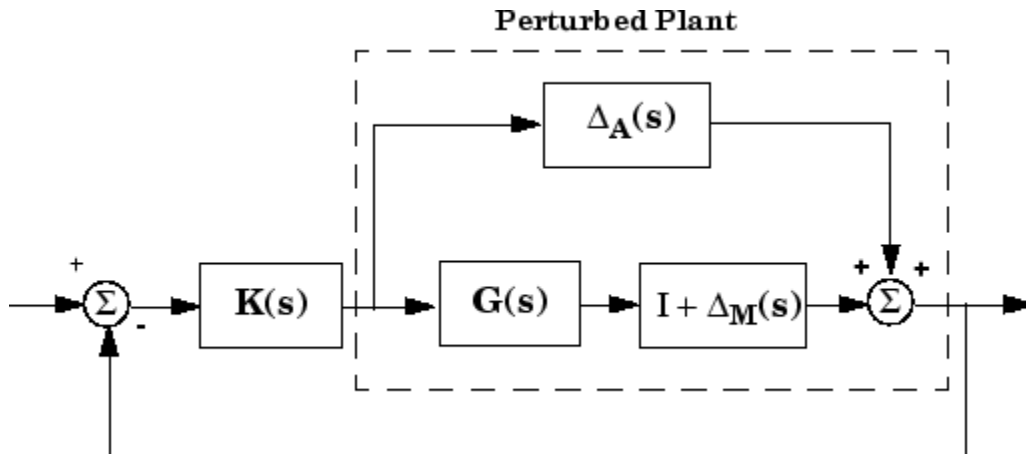 Perturbed Plant
Δ_A(s)
+
+
+
Σ
-
K(s)
G(s)
I + Δ_M(s)
Σ